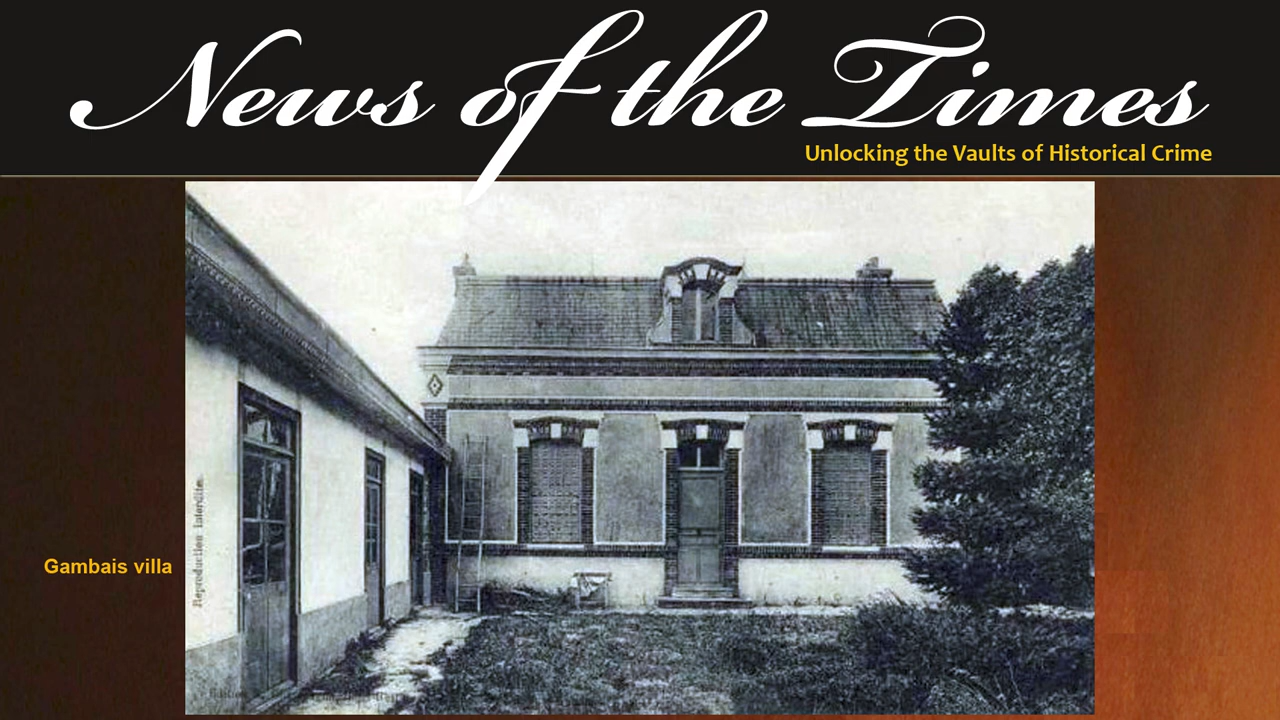 News of the Times
Unlocking the Vaults of Historical Crime
Reproduction interdite.
Gambais villa